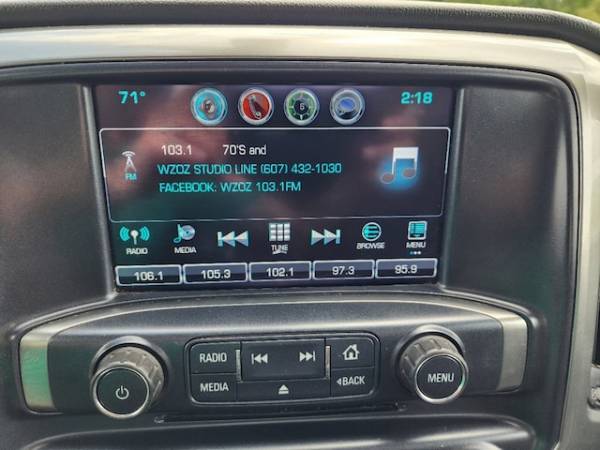 71° 2:18
S
103.1 70'S and
WZOZ STUDIO LINE (607) 432-1030
FM FACEBOOK: WZOZ 103.1FM
RADIO MEDIA TUNE BROWSE MENU
106.1 105.3 102.1 97.3 95.9
RADIO
MEDIA BACK
MENU